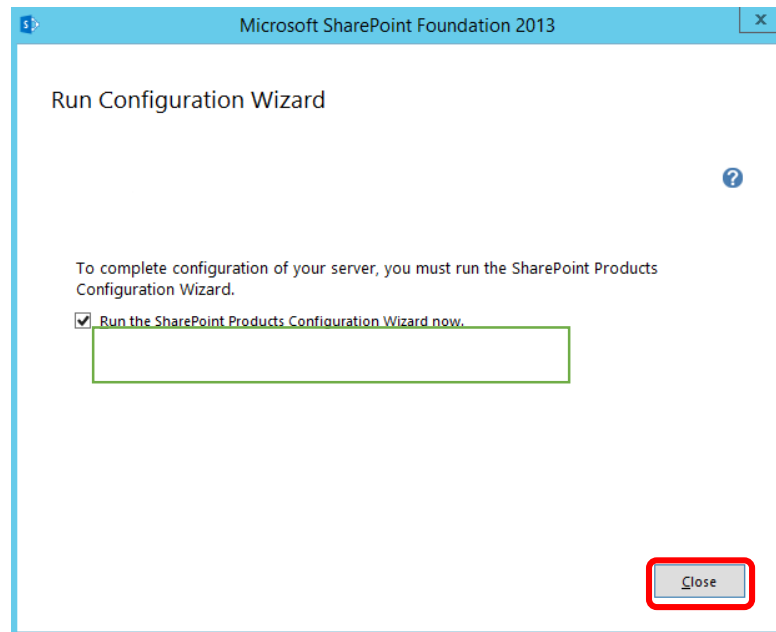 Microsoft SharePoint Foundation 2013
x
Run Configuration Wizard
?
To complete configuration of your server, you must run the SharePoint Products
Configuration Wizard.
Run the SharePoint Products Configuration Wizard now.
Close